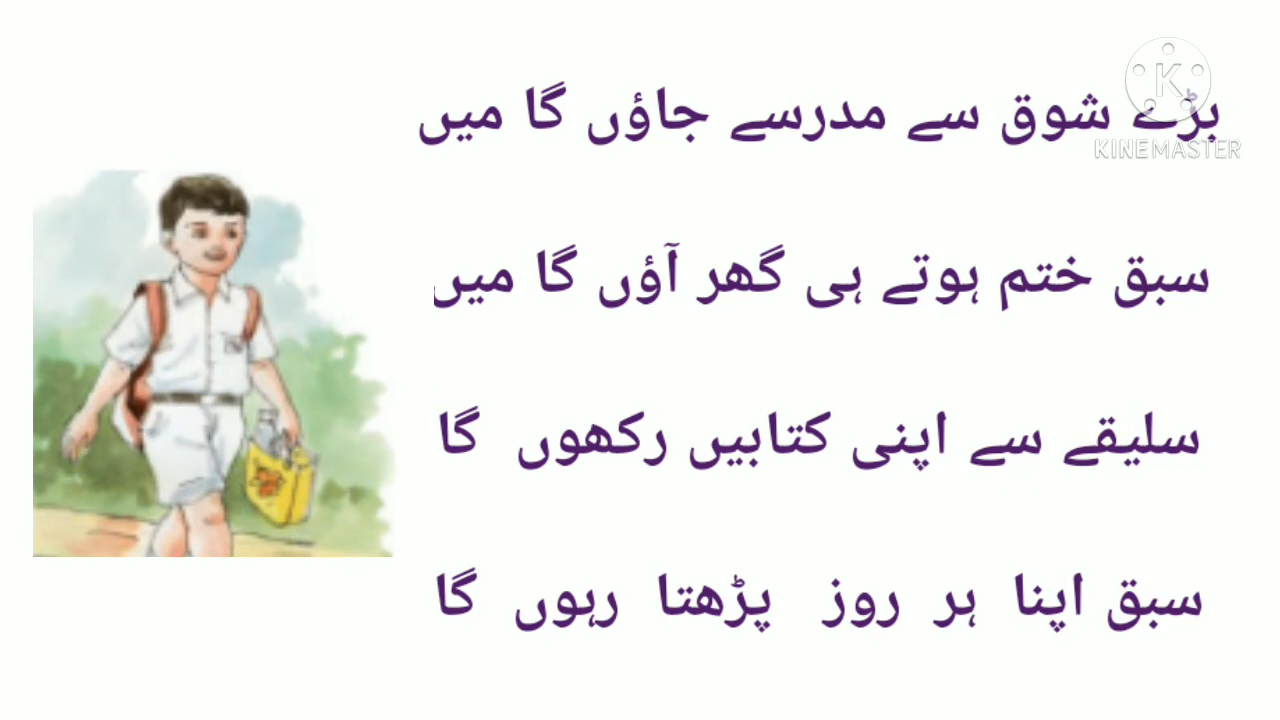 بڑے شوق سے مدرسے جاؤں گا میں
KINEMASTER
سبق ختم ہوتے ہی گھر آؤں گا میں
سلیقے سے اپنی کتابیں رکھوں گا
سبق اپنا ہر روز پڑھتا رہوں گا